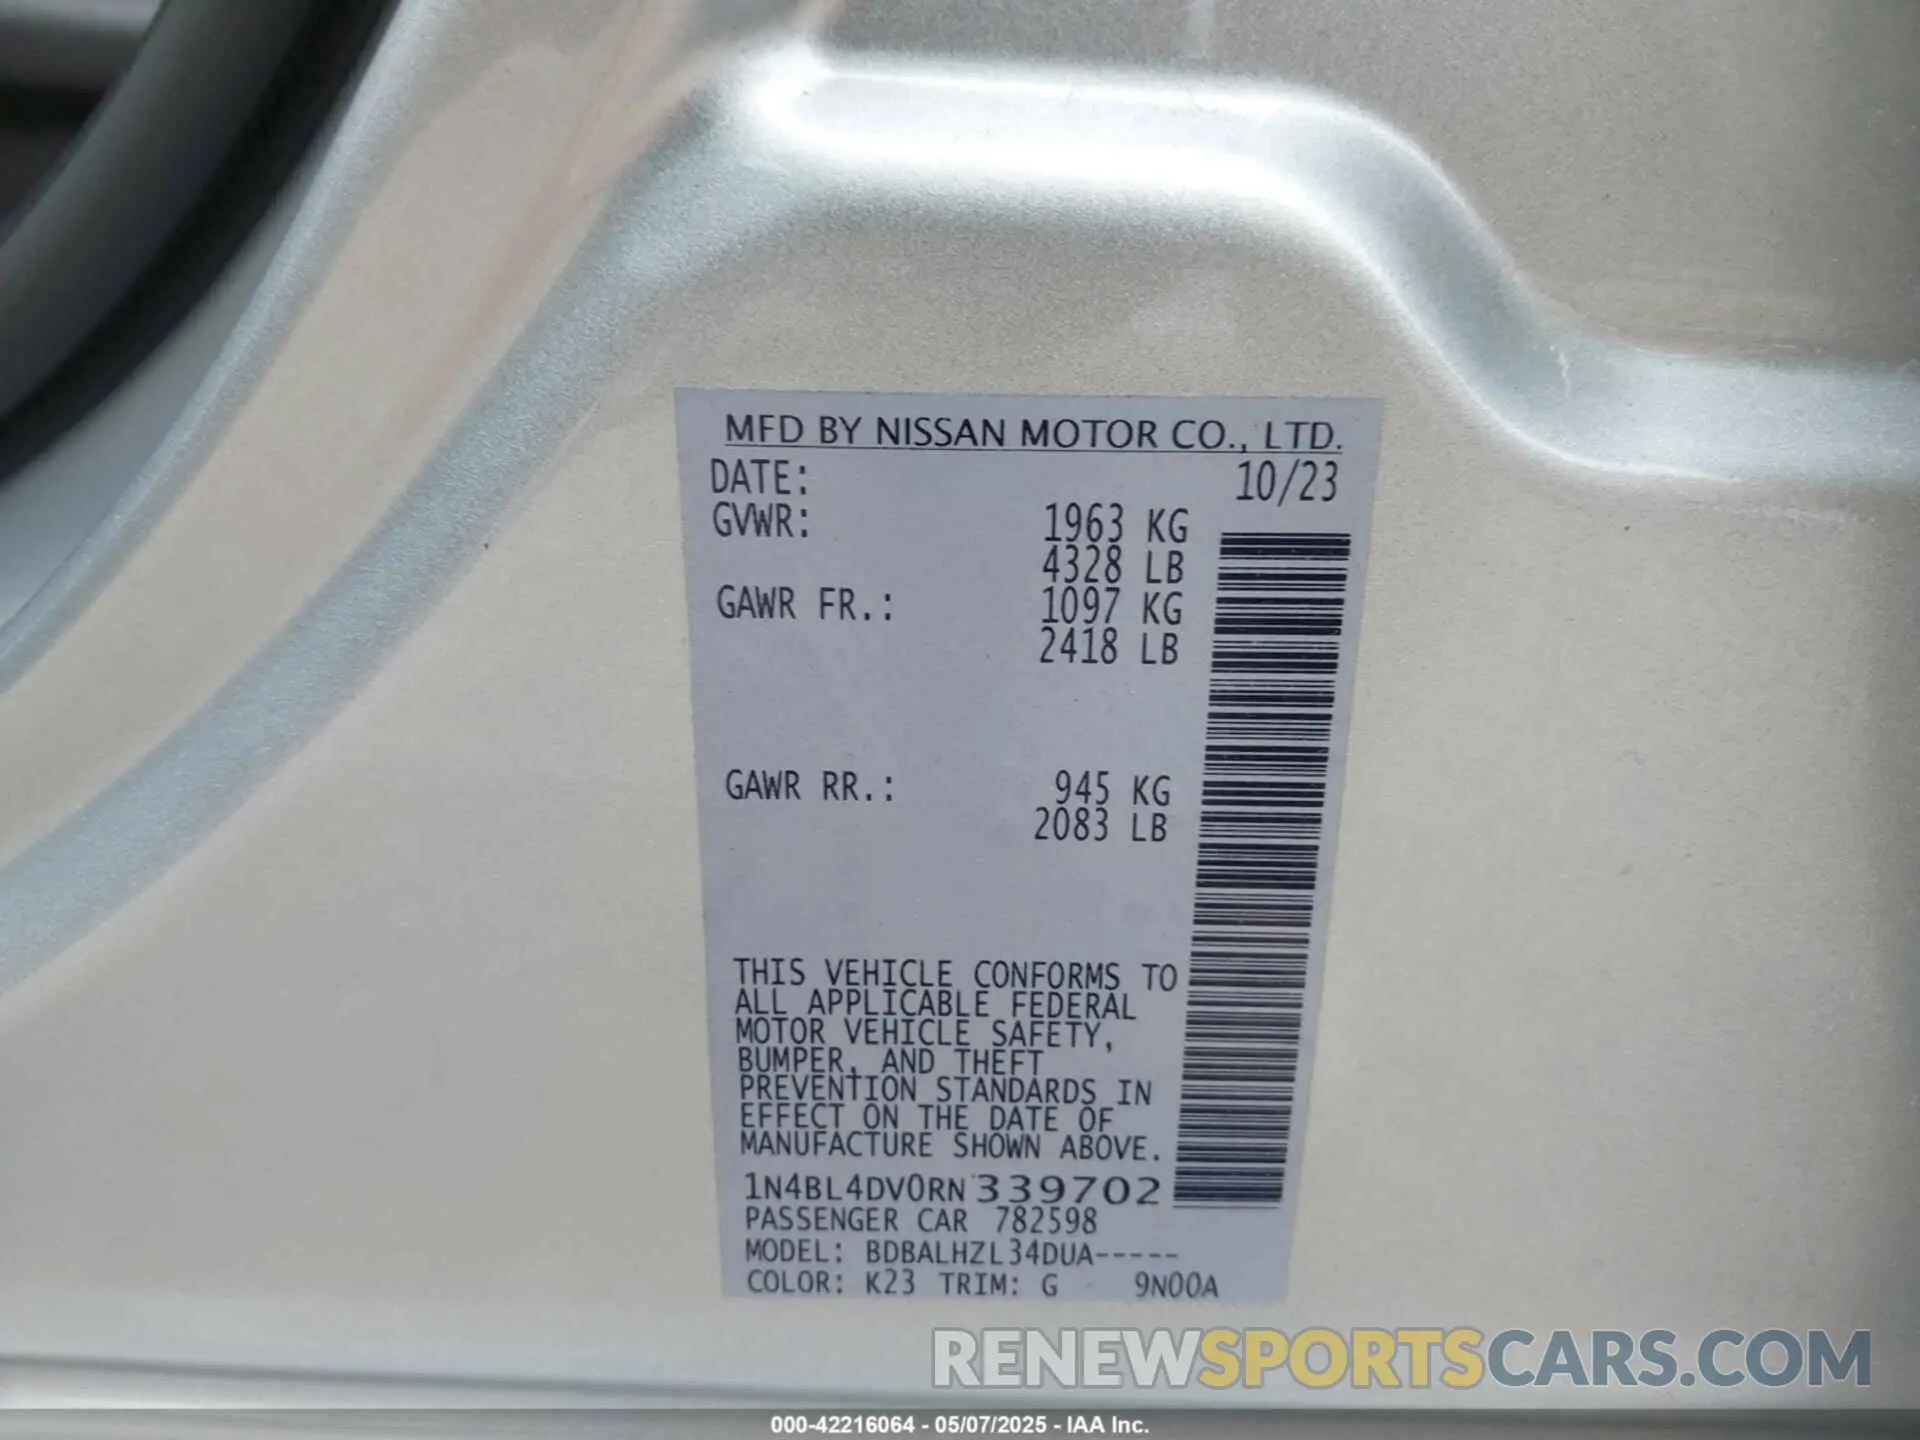 MFD BY NISSAN MOTOR CO., LTD.
DATE: 10/23
GVWR: 1963 KG
4328 LB
GAWR FR.: 1097 KG
2418 LB
GAWR RR.: 945 KG
2083 LB
THIS VEHICLE CONFORMS TO
ALL APPLICABLE FEDERAL
MOTOR VEHICLE SAFETY,
BUMPER, AND THEFT
PREVENTION STANDARDS IN
EFFECT ON THE DATE OF
MANUFACTURE SHOWN ABOVE.
1N4BL4DV0RN339702
PASSENGER CAR 782598
MODEL: BDBALHZL34DUA-----
COLOR: K23 TRIM: G 9N00A
RENEWSPORTSCARS.COM
000-42216064 - 05/07/2025 - IAA Inc.